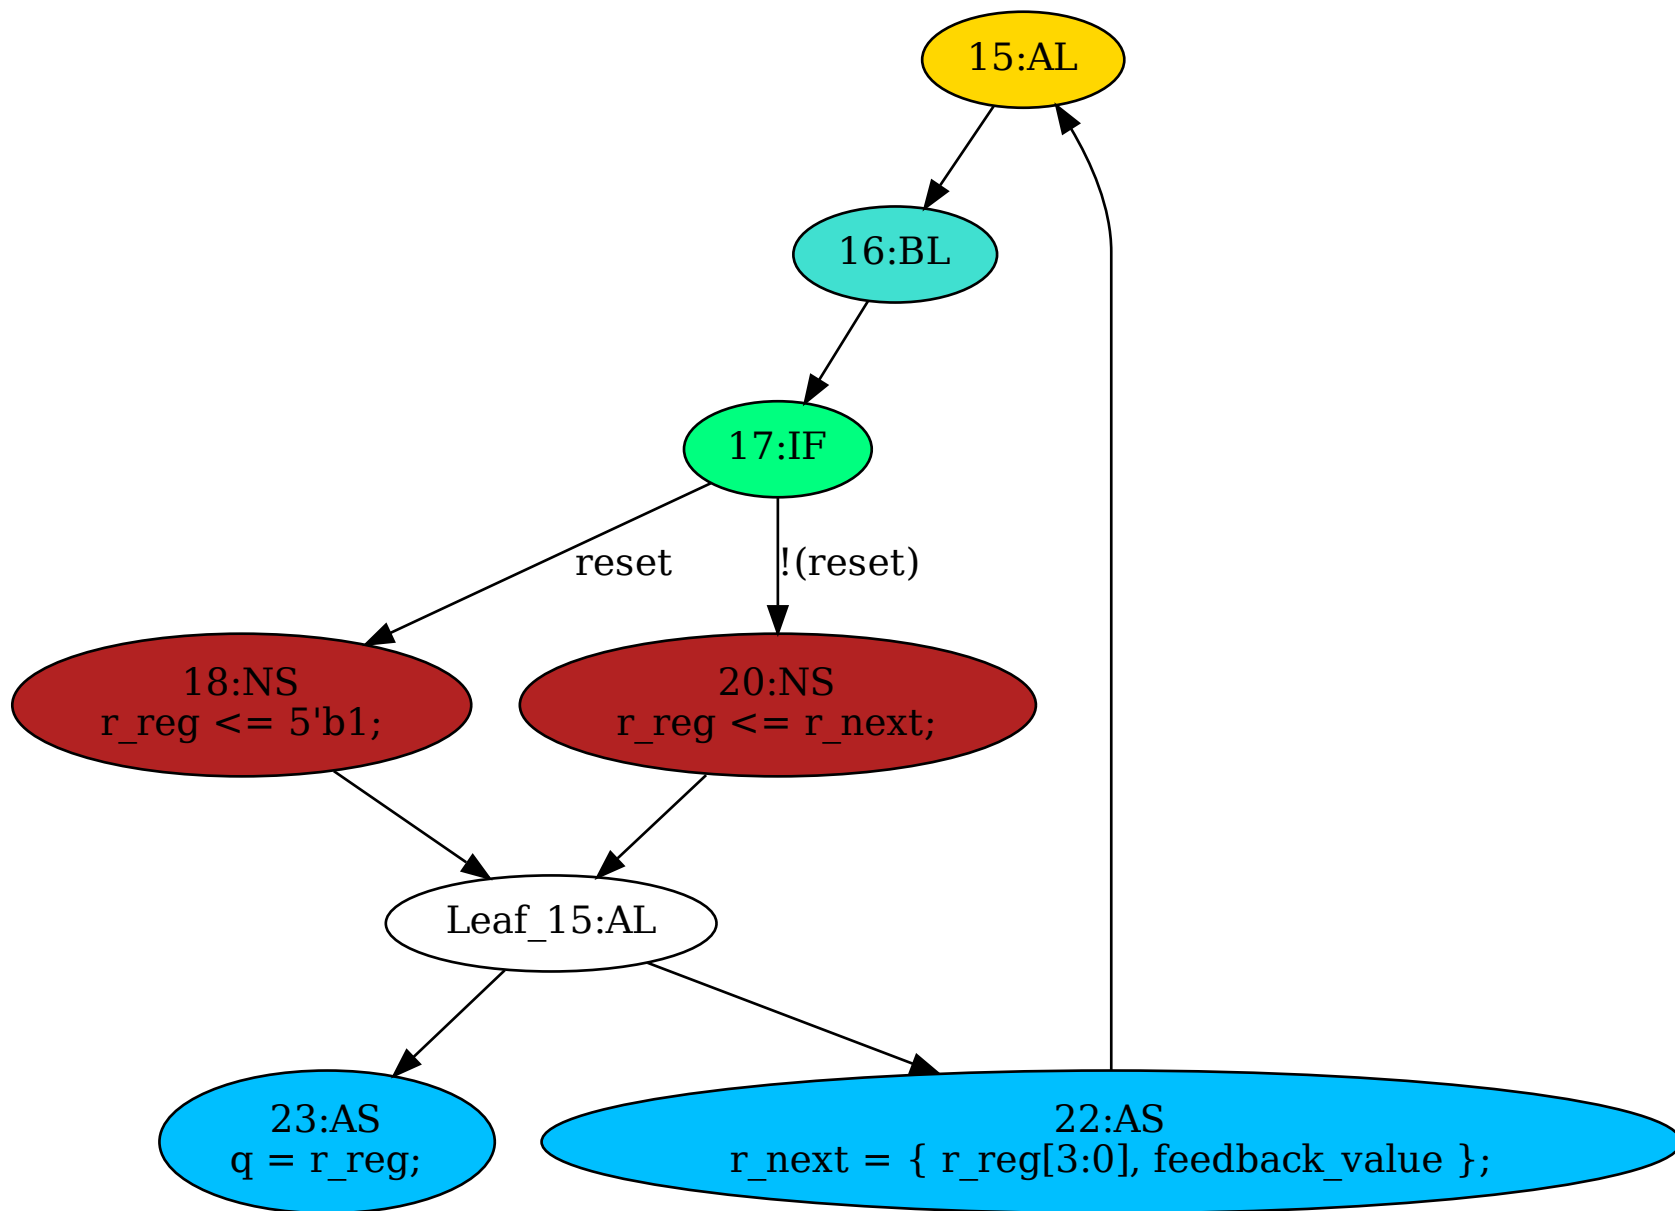 15:AL
16:BL
17:IF
reset
!(reset)
18:NS
r_reg <= 5'b1;
20:NS
r_reg <= r_next;
Leaf_15:AL
23:AS
q = r_reg;
22:AS
r_next = { r_reg[3:0], feedback_value };